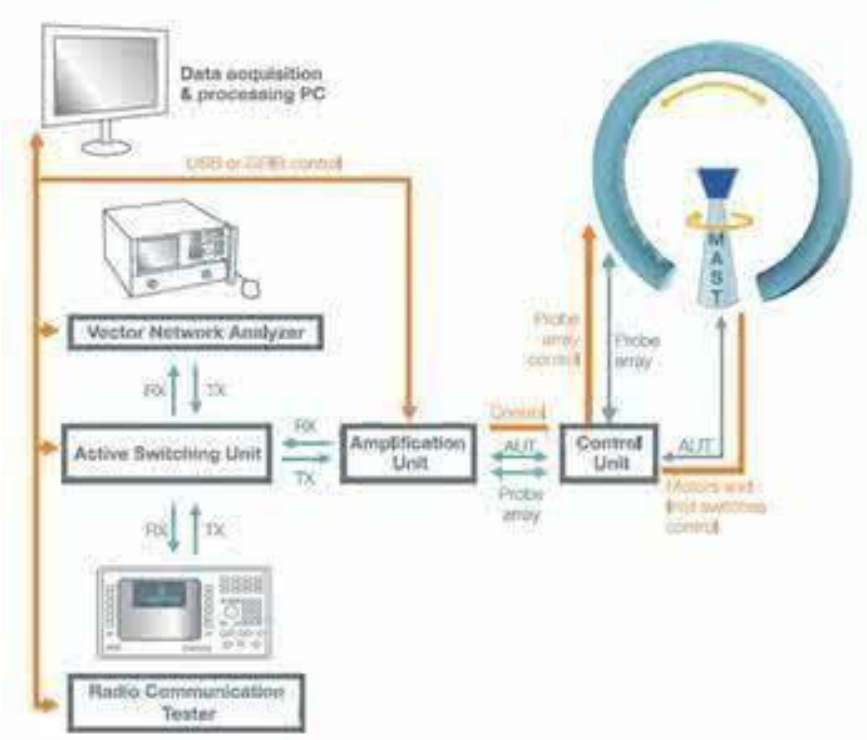 Data acquisition
& processing PC
USB or GPIB control
Vector Network Analyzer
RX
TX
Active Switching Unit
RX
TX
Amplification
Unit
Control
AUT
Probe
array
Control
Unit
Probe
array
control
Probe
array
MAST
AUT
Motors and
limit switches
control
RX
TX
Radio Communication
Tester